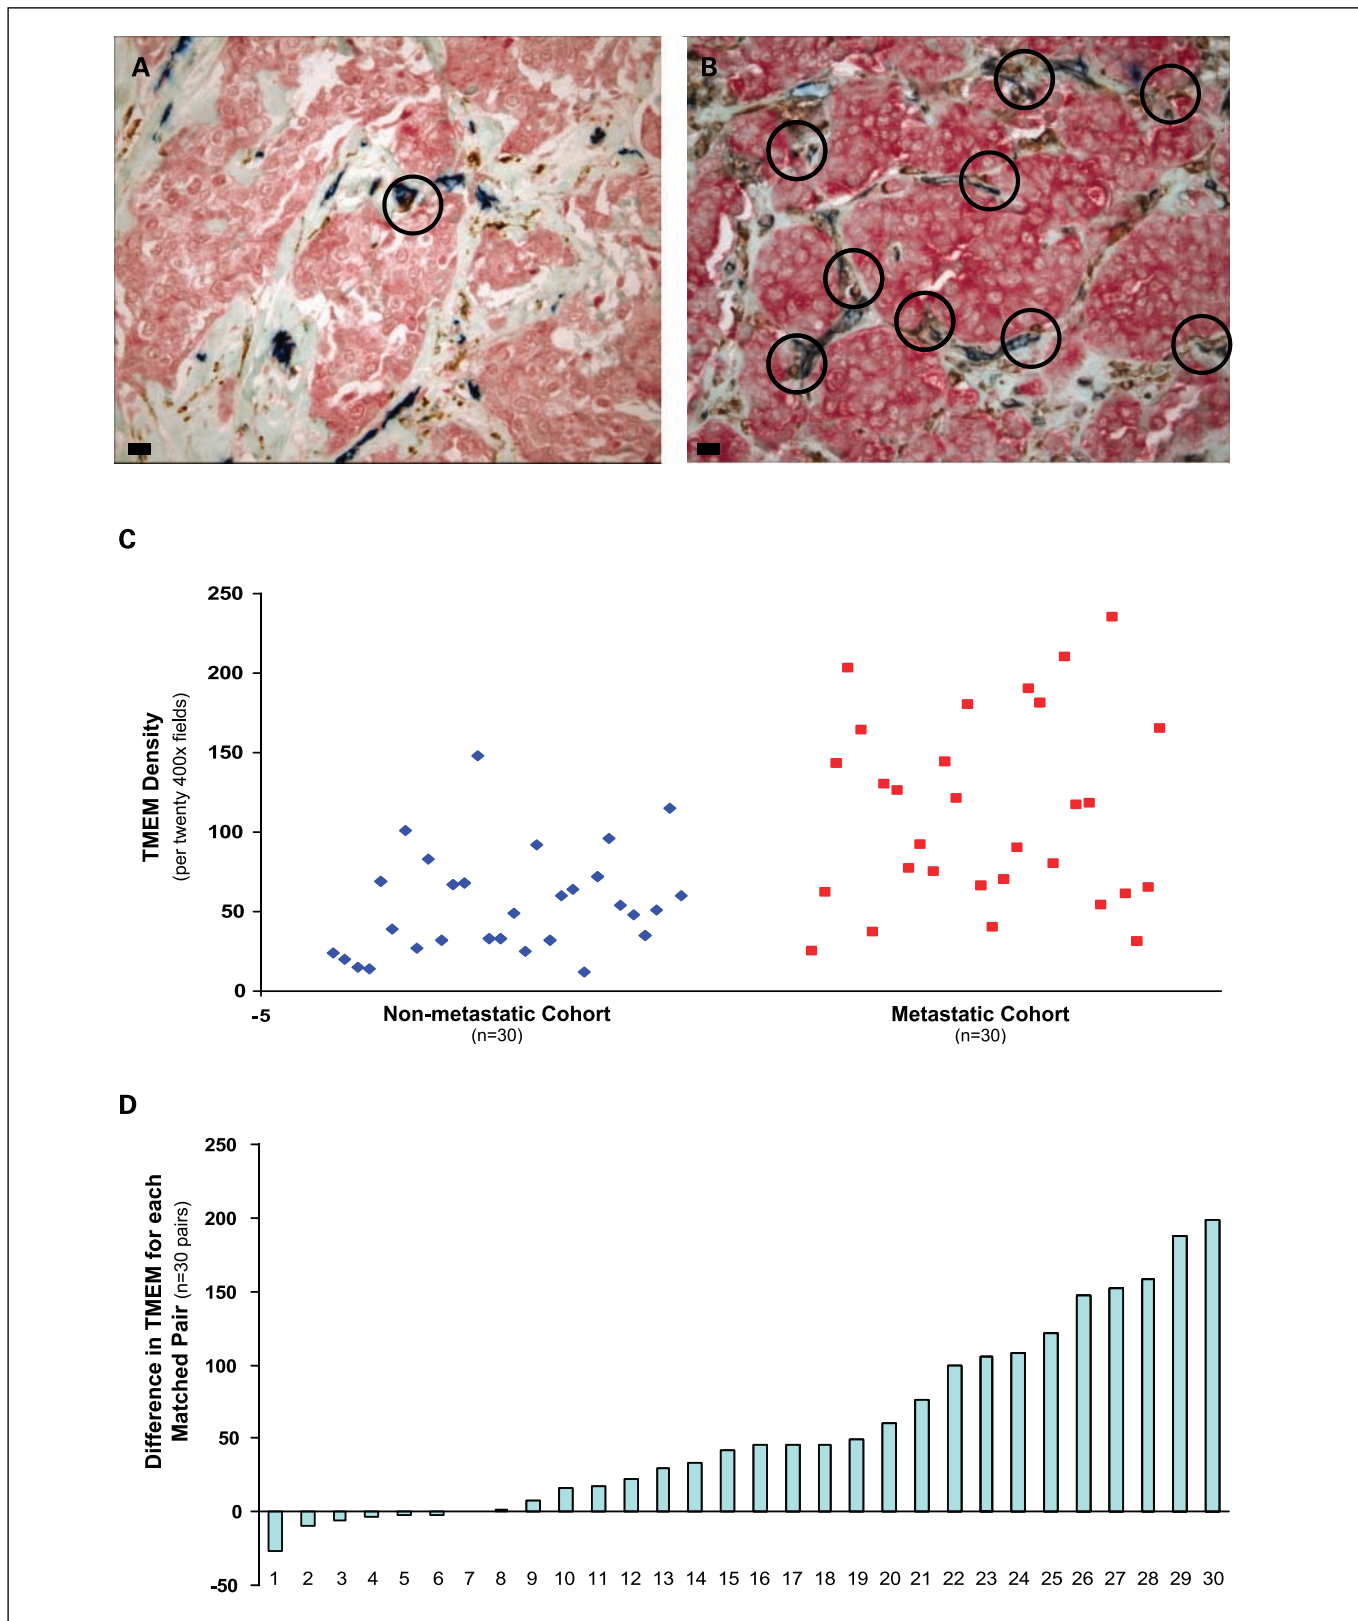 A
B
C
250
200
150
100
50
0
-5
TMEM Density
(per twenty 400x fields)
Non-metastatic Cohort
(n=30)
Metastatic Cohort
(n=30)
D
250
200
150
100
50
0
-50
Difference in TMEM for each
Matched Pair (n=30 pairs)
1 2 3 4 5 6 7 8 9 10 11 12 13 14 15 16 17 18 19 20 21 22 23 24 25 26 27 28 29 30